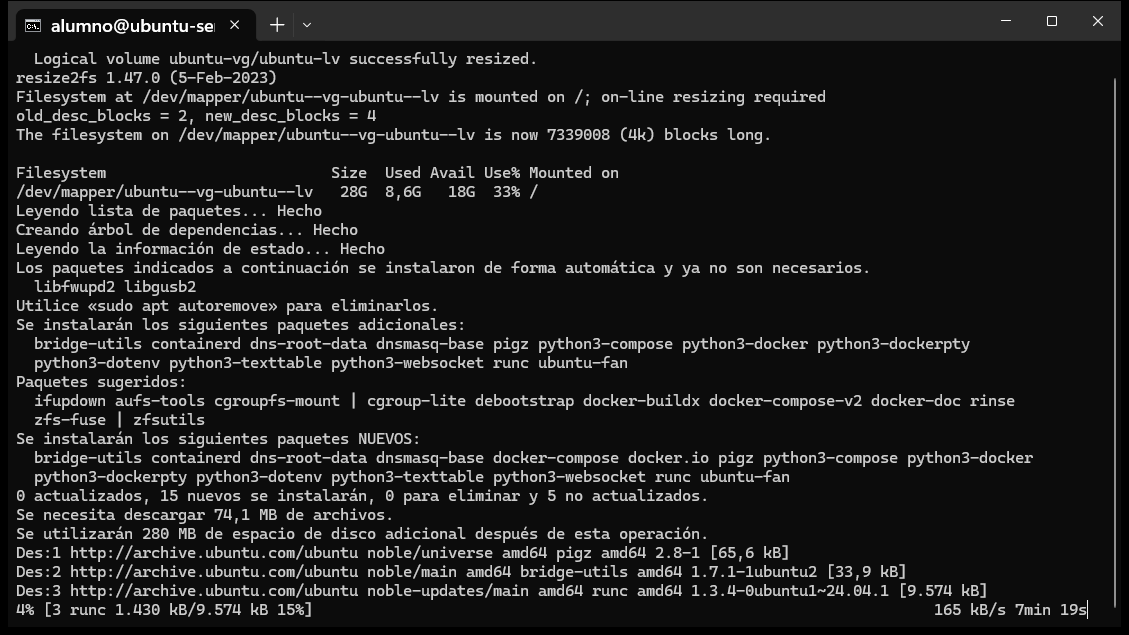 alumno@ubuntu-se
Logical volume ubuntu-vg/ubuntu-lv successfully resized.
resize2fs 1.47.0 (5-Feb-2023)
Filesystem at /dev/mapper/ubuntu--vg-ubuntu--lv is mounted on /; on-line resizing required
old_desc_blocks = 2, new_desc_blocks = 4
The filesystem on /dev/mapper/ubuntu--vg-ubuntu--lv is now 7339008 (4k) blocks long.

Filesystem                         Size  Used Avail Use% Mounted on
/dev/mapper/ubuntu--vg-ubuntu--lv   28G  8,6G   18G  33% /
Leyendo lista de paquetes... Hecho
Creando árbol de dependencias... Hecho
Leyendo la información de estado... Hecho
Los paquetes indicados a continuación se instalaron de forma automática y ya no son necesarios.
  libfwupd2 libgusb2
Utilice «sudo apt autoremove» para eliminarlos.
Se instalarán los siguientes paquetes adicionales:
  bridge-utils containerd dns-root-data dnsmasq-base pigz python3-compose python3-docker python3-dockerpty
  python3-dotenv python3-texttable python3-websocket runc ubuntu-fan
Paquetes sugeridos:
  ifupdown aufs-tools cgroupfs-mount | cgroup-lite debootstrap docker-buildx docker-compose-v2 docker-doc rinse
  zfs-fuse | zfsutils
Se instalarán los siguientes paquetes NUEVOS:
  bridge-utils containerd dns-root-data dnsmasq-base docker-compose docker.io pigz python3-compose python3-docker
  python3-dockerpty python3-dotenv python3-texttable python3-websocket runc ubuntu-fan
0 actualizados, 15 nuevos se instalarán, 0 para eliminar y 5 no actualizados.
Se necesita descargar 74,1 MB de archivos.
Se utilizarán 280 MB de espacio de disco adicional después de esta operación.
Des:1 http://archive.ubuntu.com/ubuntu noble/universe amd64 pigz amd64 2.8-1 [65,6 kB]
Des:2 http://archive.ubuntu.com/ubuntu noble/main amd64 bridge-utils amd64 1.7.1-1ubuntu2 [33,9 kB]
Des:3 http://archive.ubuntu.com/ubuntu noble-updates/main amd64 runc amd64 1.3.4-0ubuntu1~24.04.1 [9.574 kB]
4% [3 runc 1.430 kB/9.574 kB 15%]                                                                     165 kB/s 7min 19s